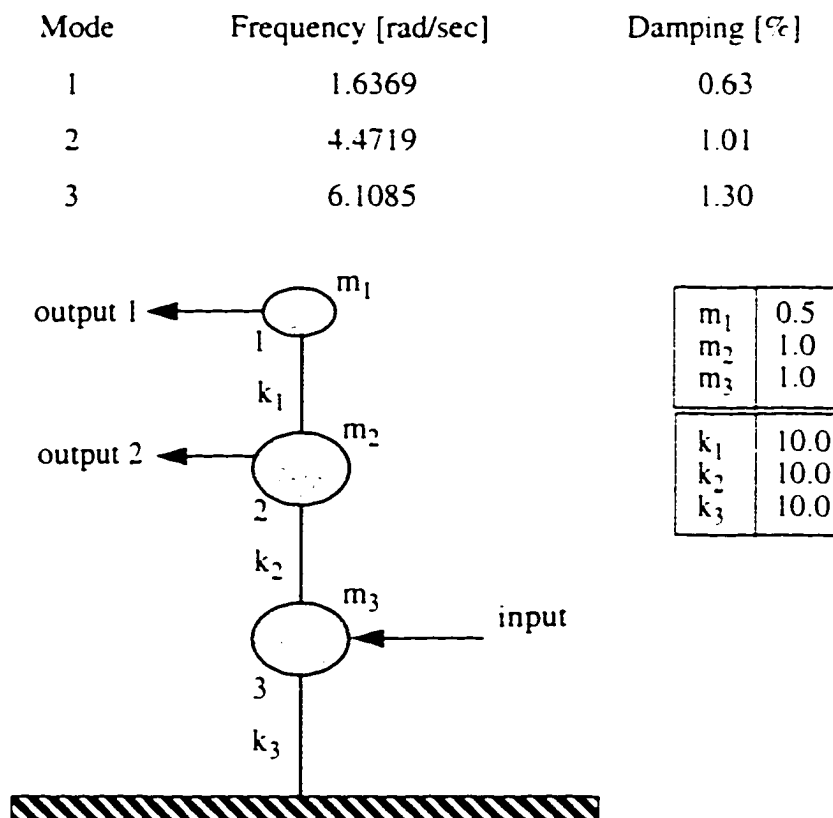 Mode Frequency [rad/sec] Damping [%]
1 1.6369 0.63
2 4.4719 1.01
3 6.1085 1.30
m₁
output 1
1
k₁
m₂
output 2
2
k₂
m₃
input
3
k₃
m₁ 0.5
m₂ 1.0
m₃ 1.0
k₁ 10.0
k₂ 10.0
k₃ 10.0